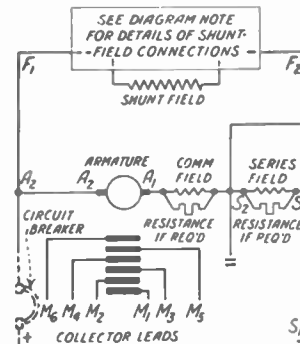 SEE DIAGRAM NOTE
FOR DETAILS OF SHUNT-
FIELD CONNECTIONS
F1
F2
SHUNT FIELD
ARMATURE
COMM
FIELD
SERIES
FIELD
A2
A2
A1
S2
S
CIRCUIT
BREAKER
RESISTANCE
IF REQ'D
RESISTANCE
IF REQ'D
=
M6 M4 M2 M1 M3 M5
+
COLLECTOR LEADS
S